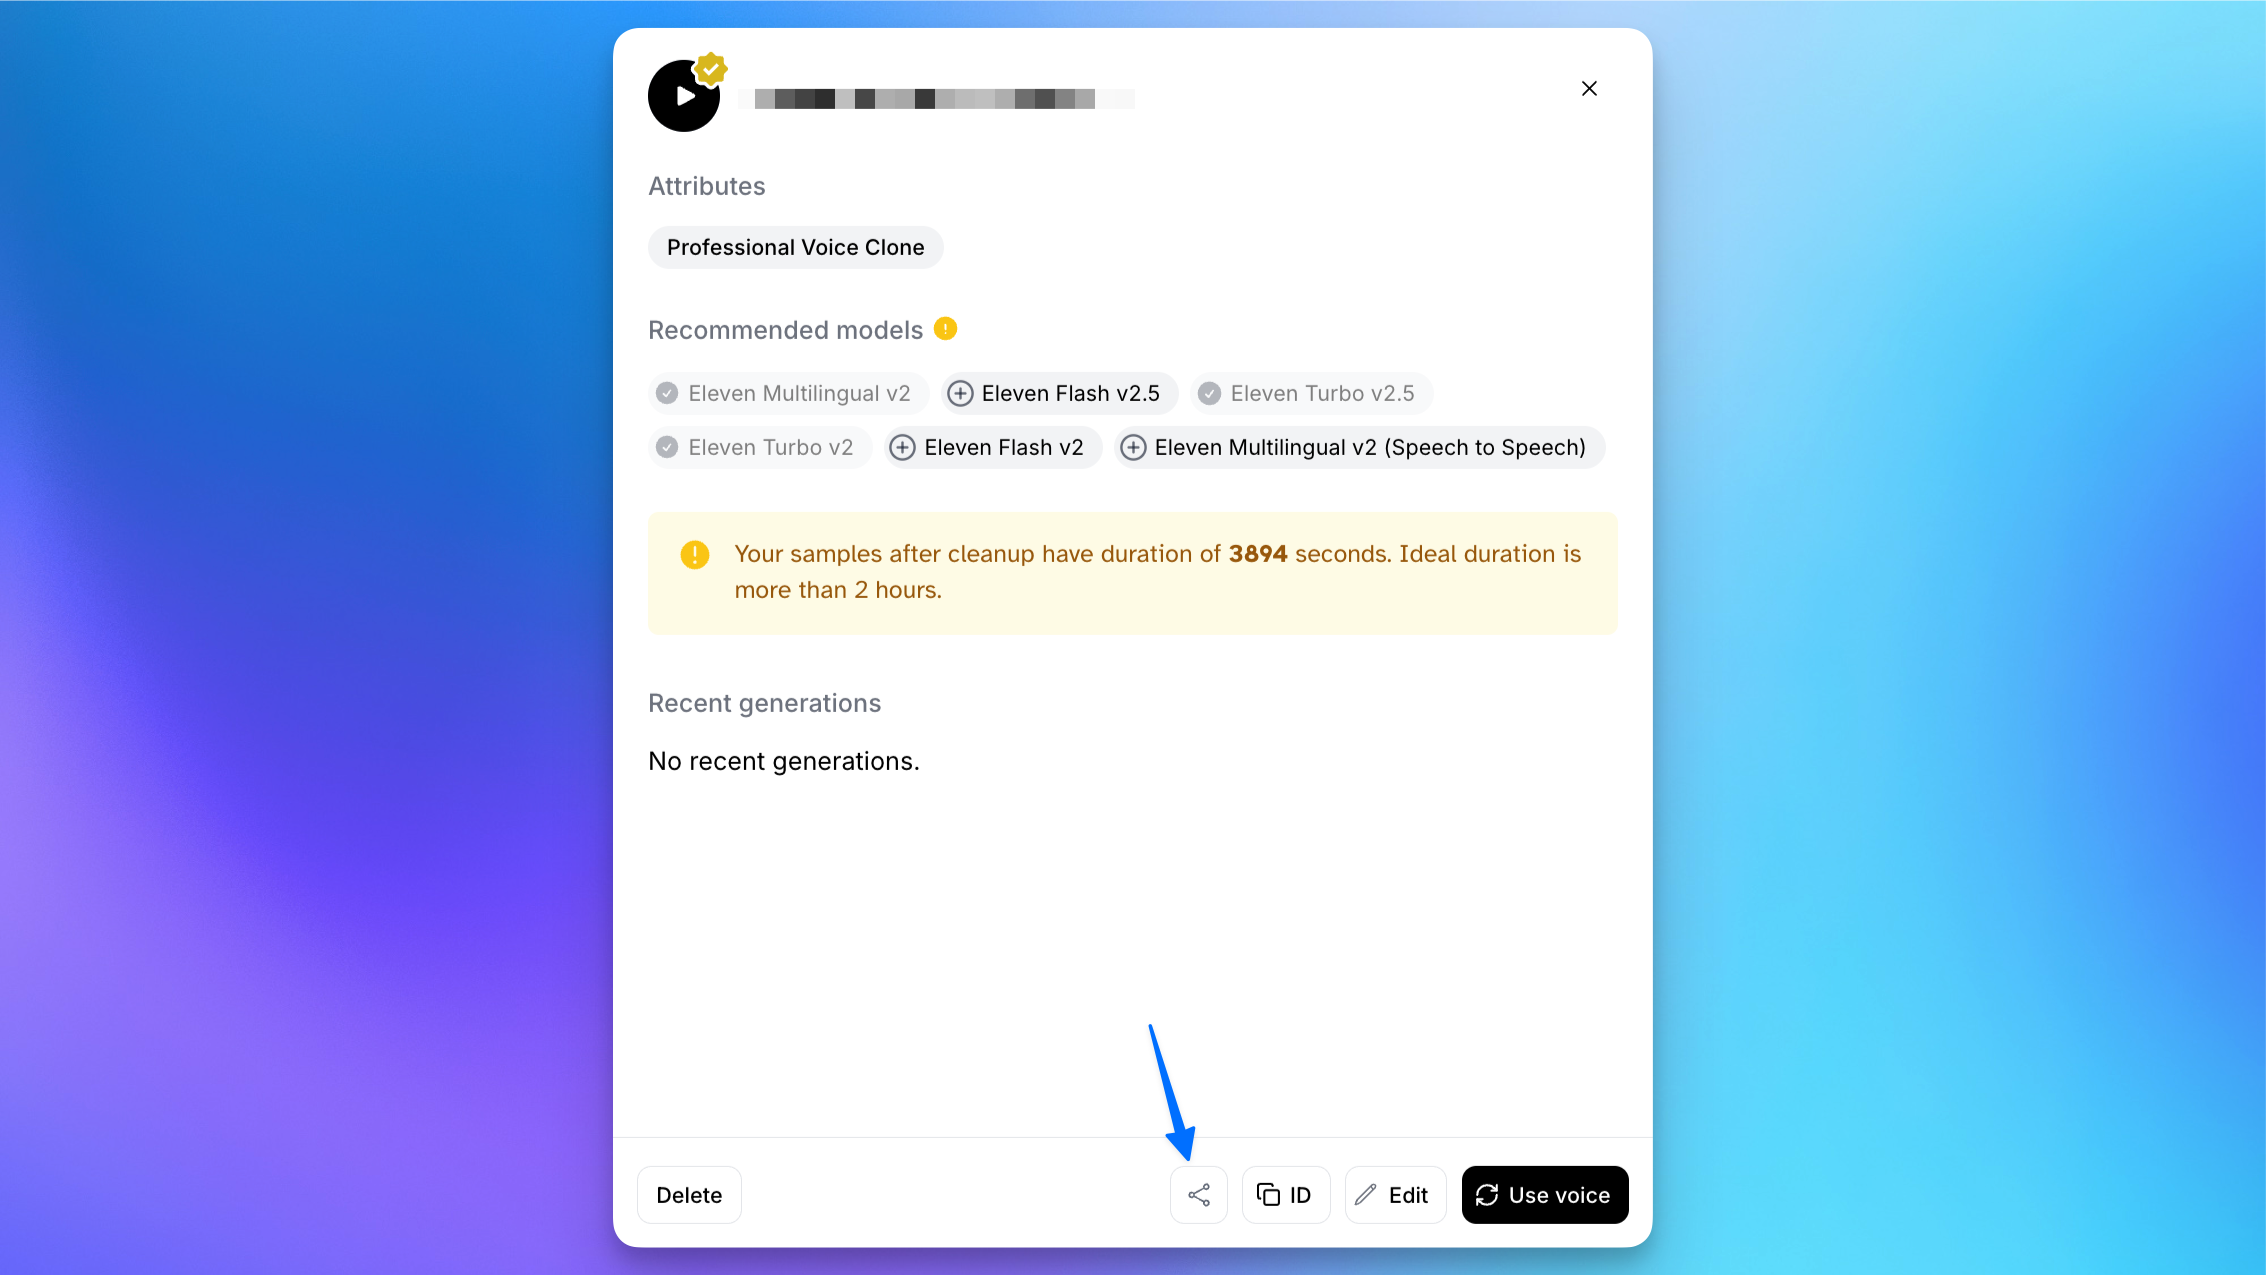 Attributes
Professional Voice Clone
Recommended models
Eleven Multilingual v2 Eleven Flash v2.5 Eleven Turbo v2.5
Eleven Turbo v2 Eleven Flash v2 Eleven Multilingual v2 (Speech to Speech)
Your samples after cleanup have duration of 3894 seconds. Ideal duration is
more than 2 hours.
Recent generations
No recent generations.
Delete ID Edit Use voice